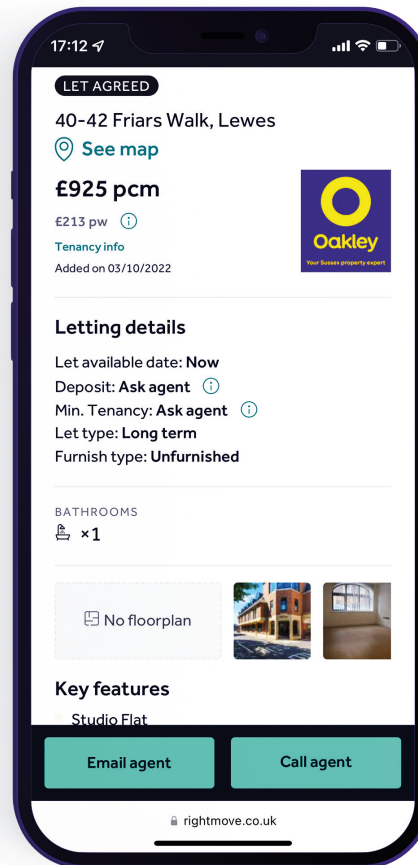 17:12
LET AGREED
40-42 Friars Walk, Lewes
See map
£925 pcm
£213 pw
Tenancy info
Added on 03/10/2022
Oakley
Your Sussex property expert
Letting details
Let available date: Now
Deposit: Ask agent
Min. Tenancy: Ask agent
Let type: Long term
Furnish type: Unfurnished
BATHROOMS
×1
No floorplan
Key features
Studio Flat
Email agent
Call agent
rightmove.co.uk